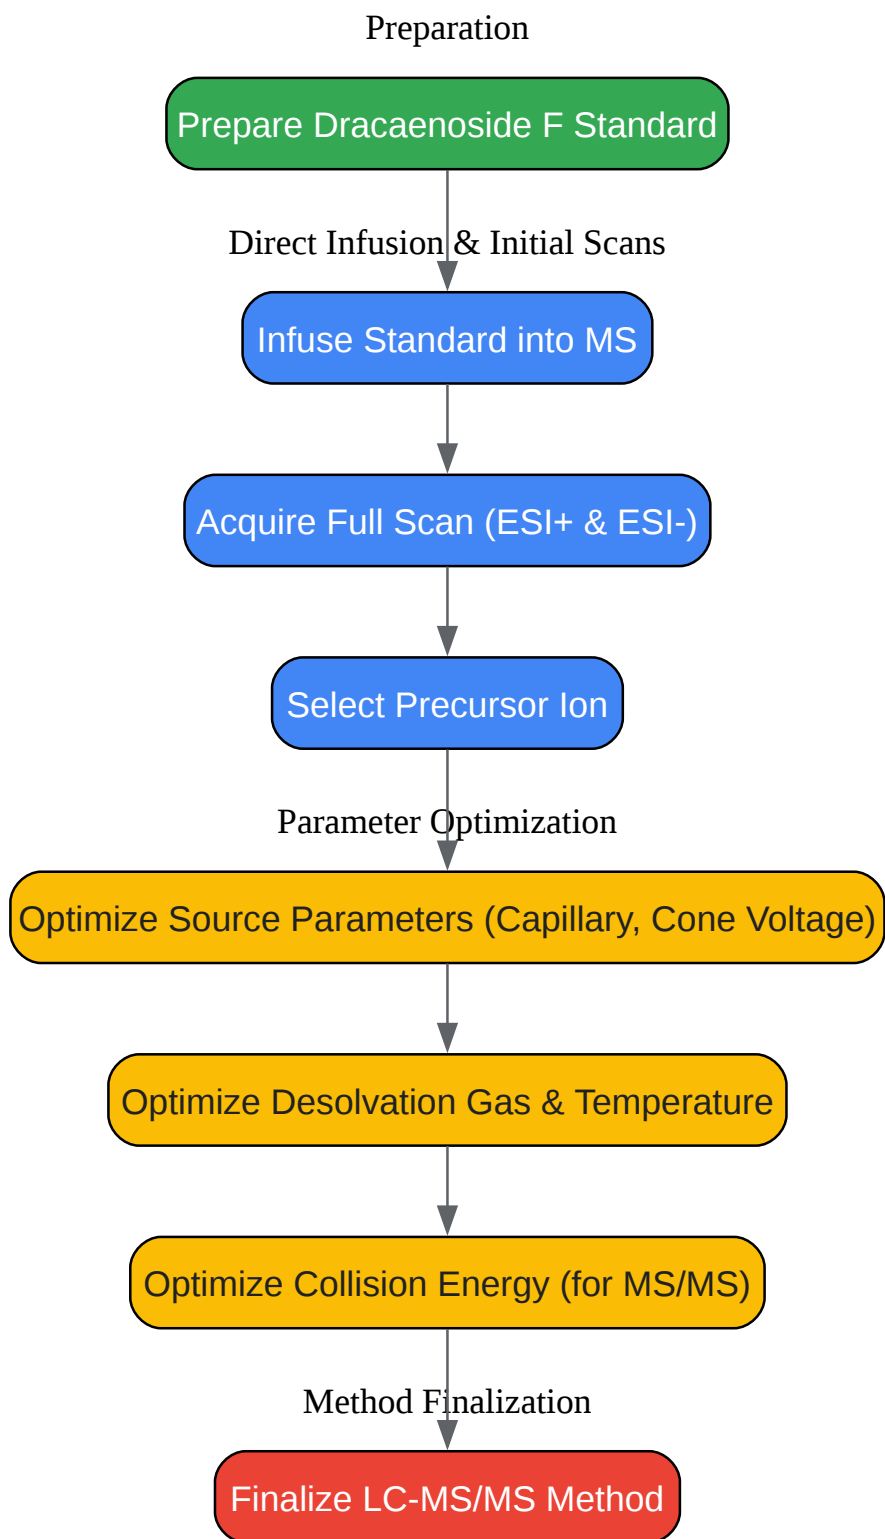 Preparation
Prepare Dracaenoside F Standard
Direct Infusion & Initial Scans
Infuse Standard into MS
Acquire Full Scan (ESI+ & ESI-)
Select Precursor Ion
Parameter Optimization
Optimize Source Parameters (Capillary, Cone Voltage)
Optimize Desolvation Gas & Temperature
Optimize Collision Energy (for MS/MS)
Method Finalization
Finalize LC-MS/MS Method